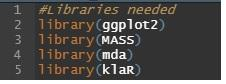 1 #Libraries needed
2 library(ggplot2)
3 library(MASS)
4 library(mda)
5 library(klaR)